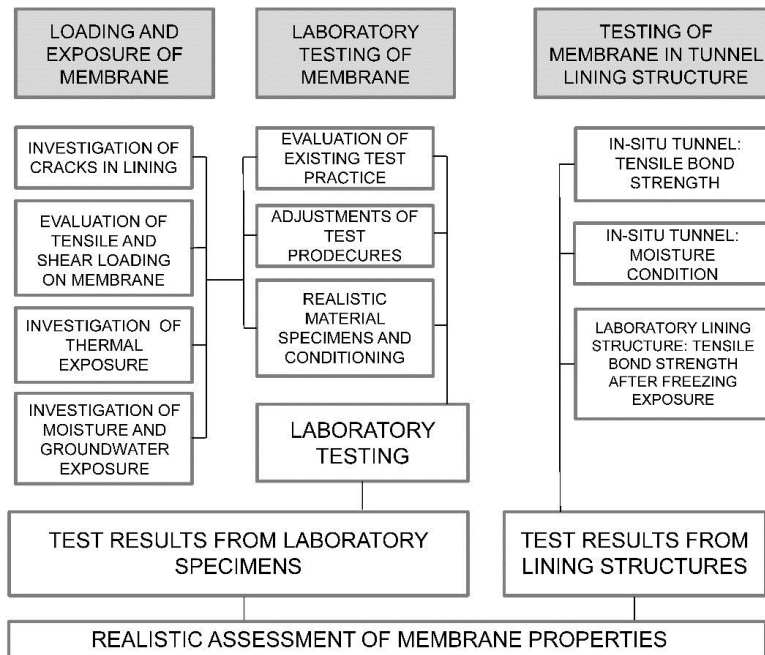 LOADING AND
EXPOSURE OF
MEMBRANE
LABORATORY
TESTING OF
MEMBRANE
TESTING OF
MEMBRANE IN TUNNEL
LINING STRUCTURE
INVESTIGATION OF
CRACKS IN LINING
EVALUATION OF
TENSILE AND
SHEAR LOADING
ON MEMBRANE
INVESTIGATION OF
THERMAL
EXPOSURE
INVESTIGATION OF
MOISTURE AND
GROUNDWATER
EXPOSURE
EVALUATION OF
EXISTING TEST
PRACTICE
ADJUSTMENTS OF
TEST
PRODECURES
REALISTIC
MATERIAL
SPECIMENS AND
CONDITIONING
LABORATORY
TESTING
IN-SITU TUNNEL:
TENSILE BOND
STRENGTH
IN-SITU TUNNEL:
MOISTURE
CONDITION
LABORATORY LINING
STRUCTURE: TENSILE
BOND STRENGTH
AFTER FREEZING
EXPOSURE
TEST RESULTS FROM LABORATORY
SPECIMENS
TEST RESULTS FROM
LINING STRUCTURES
REALISTIC ASSESSMENT OF MEMBRANE PROPERTIES